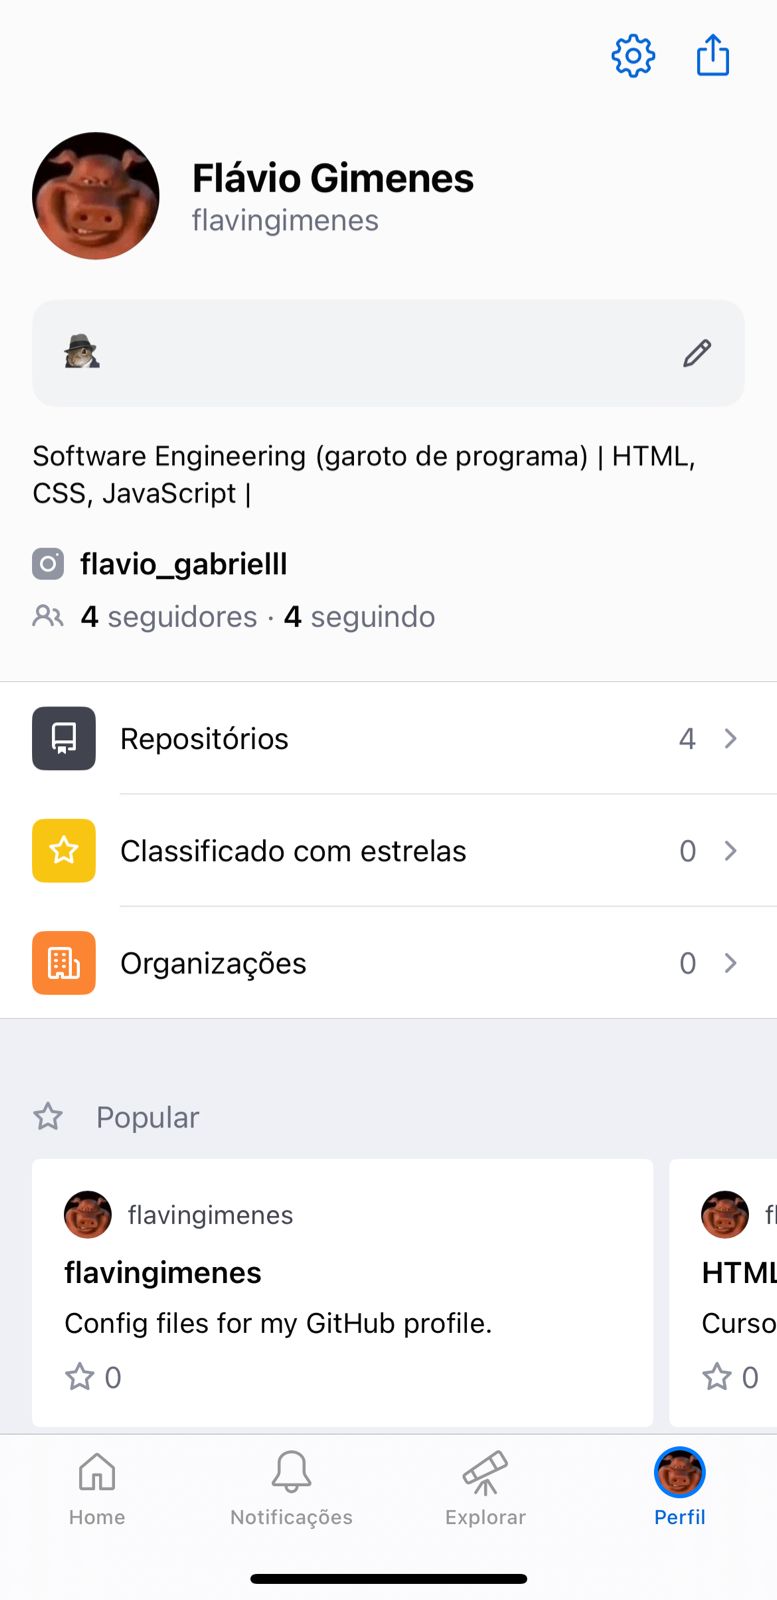 Flávio Gimenes
flavingimenes
Software Engineering (garoto de programa) | HTML,
CSS, JavaScript |
flavio_gabrielll
4 seguidores · 4 seguindo
Repositórios 4
Classificado com estrelas 0
Organizações 0
Popular
flavingimenes
flavingimenes
Config files for my GitHub profile.
0
HTML
Curso
0
Home Notificações Explorar Perfil